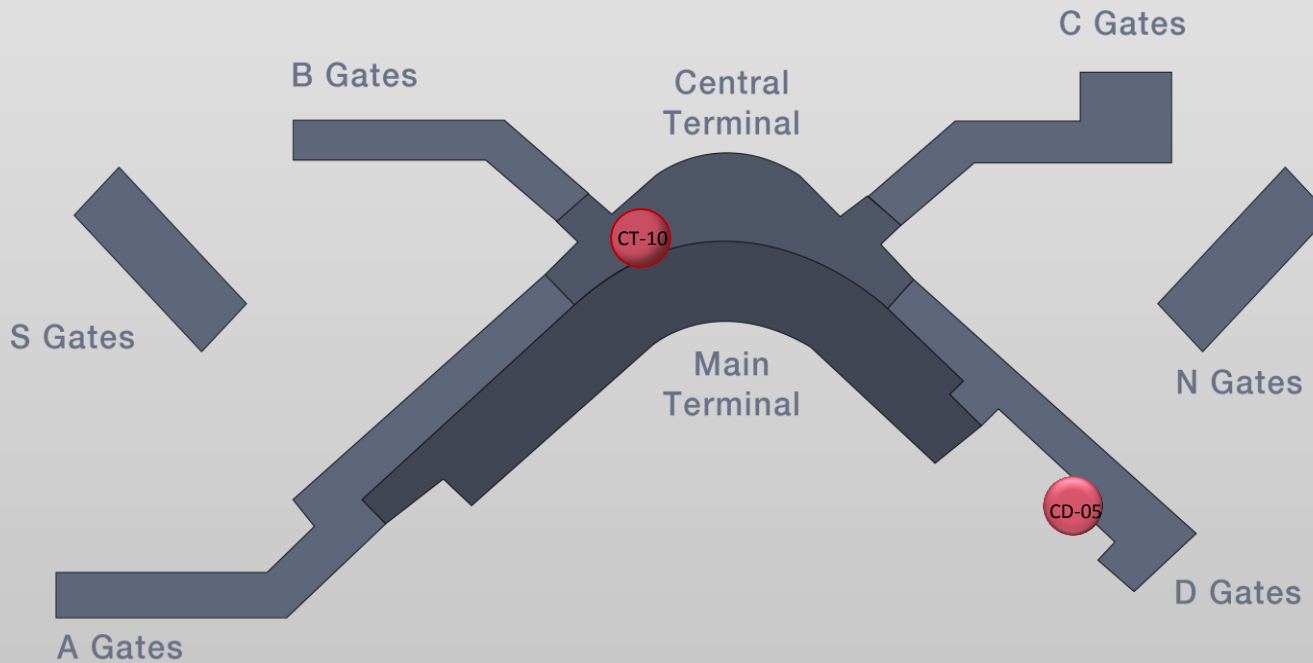 C Gates
B Gates
Central
Terminal
CT-10
S Gates
Main
Terminal
N Gates
CD-05
D Gates
A Gates